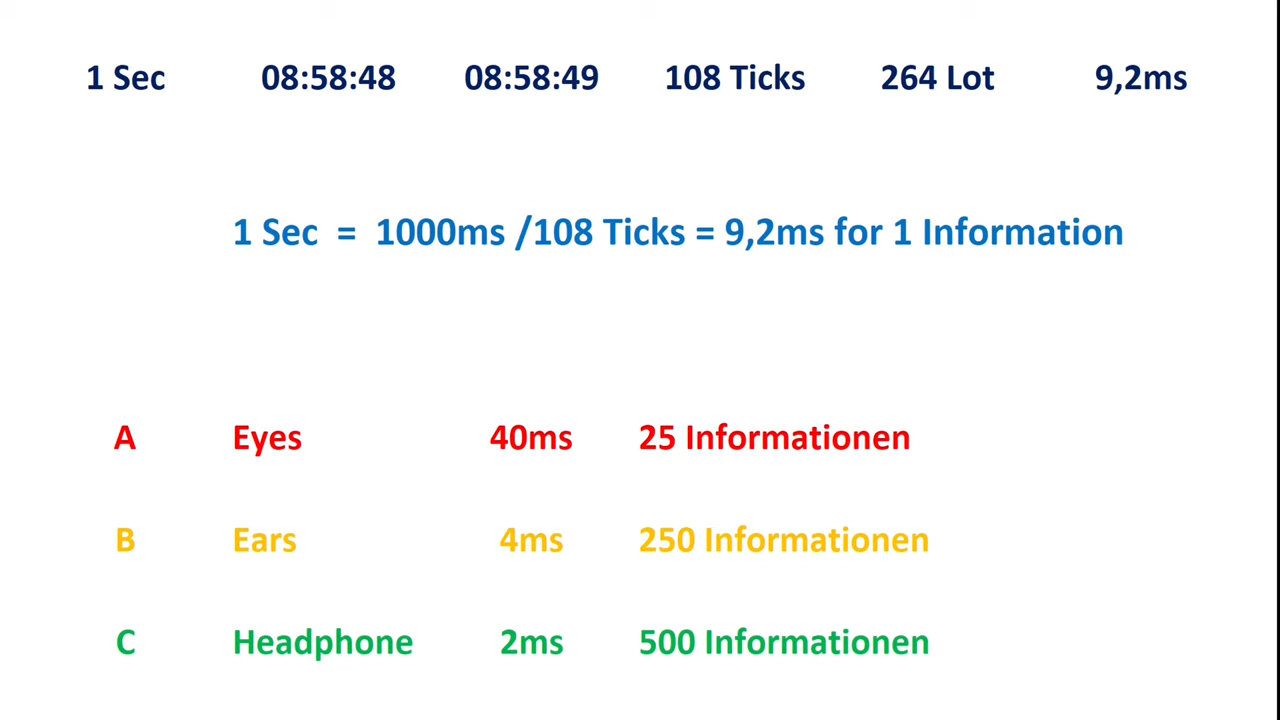 1 Sec 08:58:48 08:58:49 108 Ticks 264 Lot 9,2ms
1 Sec = 1000ms /108 Ticks = 9,2ms for 1 Information
A Eyes 40ms 25 Informationen
B Ears 4ms 250 Informationen
C Headphone 2ms 500 Informationen